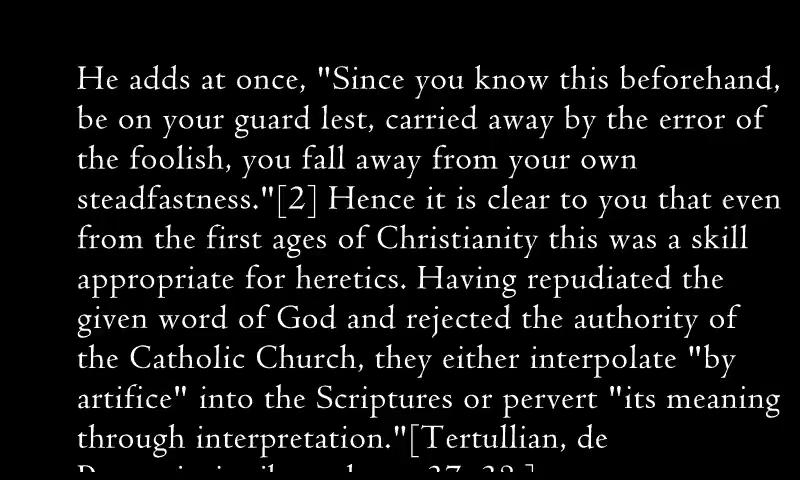 He adds at once, "Since you know this beforehand,
be on your guard lest, carried away by the error of
the foolish, you fall away from your own
steadfastness."[2] Hence it is clear to you that even
from the first ages of Christianity this was a skill
appropriate for heretics. Having repudiated the
given word of God and rejected the authority of
the Catholic Church, they either interpolate "by
artifice" into the Scriptures or pervert "its meaning
through interpretation."[Tertullian, de